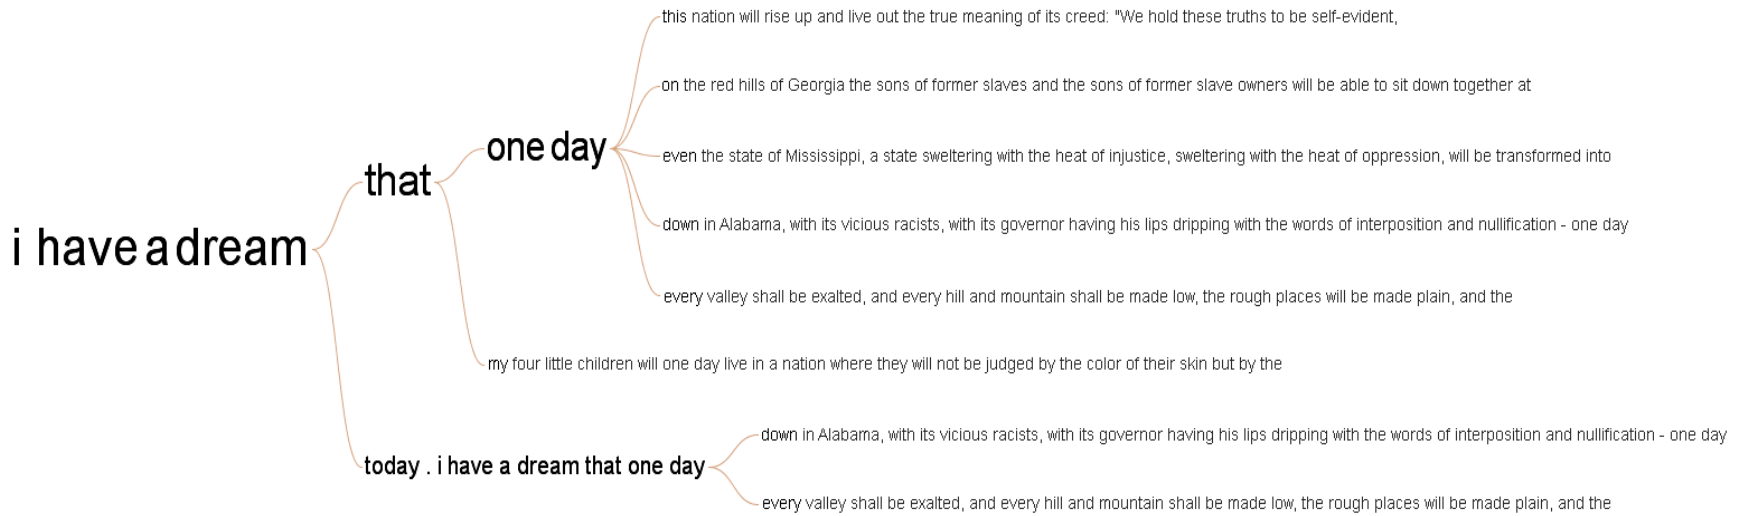 this nation will rise up and live out the true meaning of its creed: "We hold these truths to be self-evident,
on the red hills of Georgia the sons of former slaves and the sons of former slave owners will be able to sit down together at
one day
even the state of Mississippi, a state sweltering with the heat of injustice, sweltering with the heat of oppression, will be transformed into
that
down in Alabama, with its vicious racists, with its governor having his lips dripping with the words of interposition and nullification - one day
i have a dream
every valley shall be exalted, and every hill and mountain shall be made low, the rough places will be made plain, and the
my four little children will one day live in a nation where they will not be judged by the color of their skin but by the
down in Alabama, with its vicious racists, with its governor having his lips dripping with the words of interposition and nullification - one day
today . i have a dream that one day
every valley shall be exalted, and every hill and mountain shall be made low, the rough places will be made plain, and the